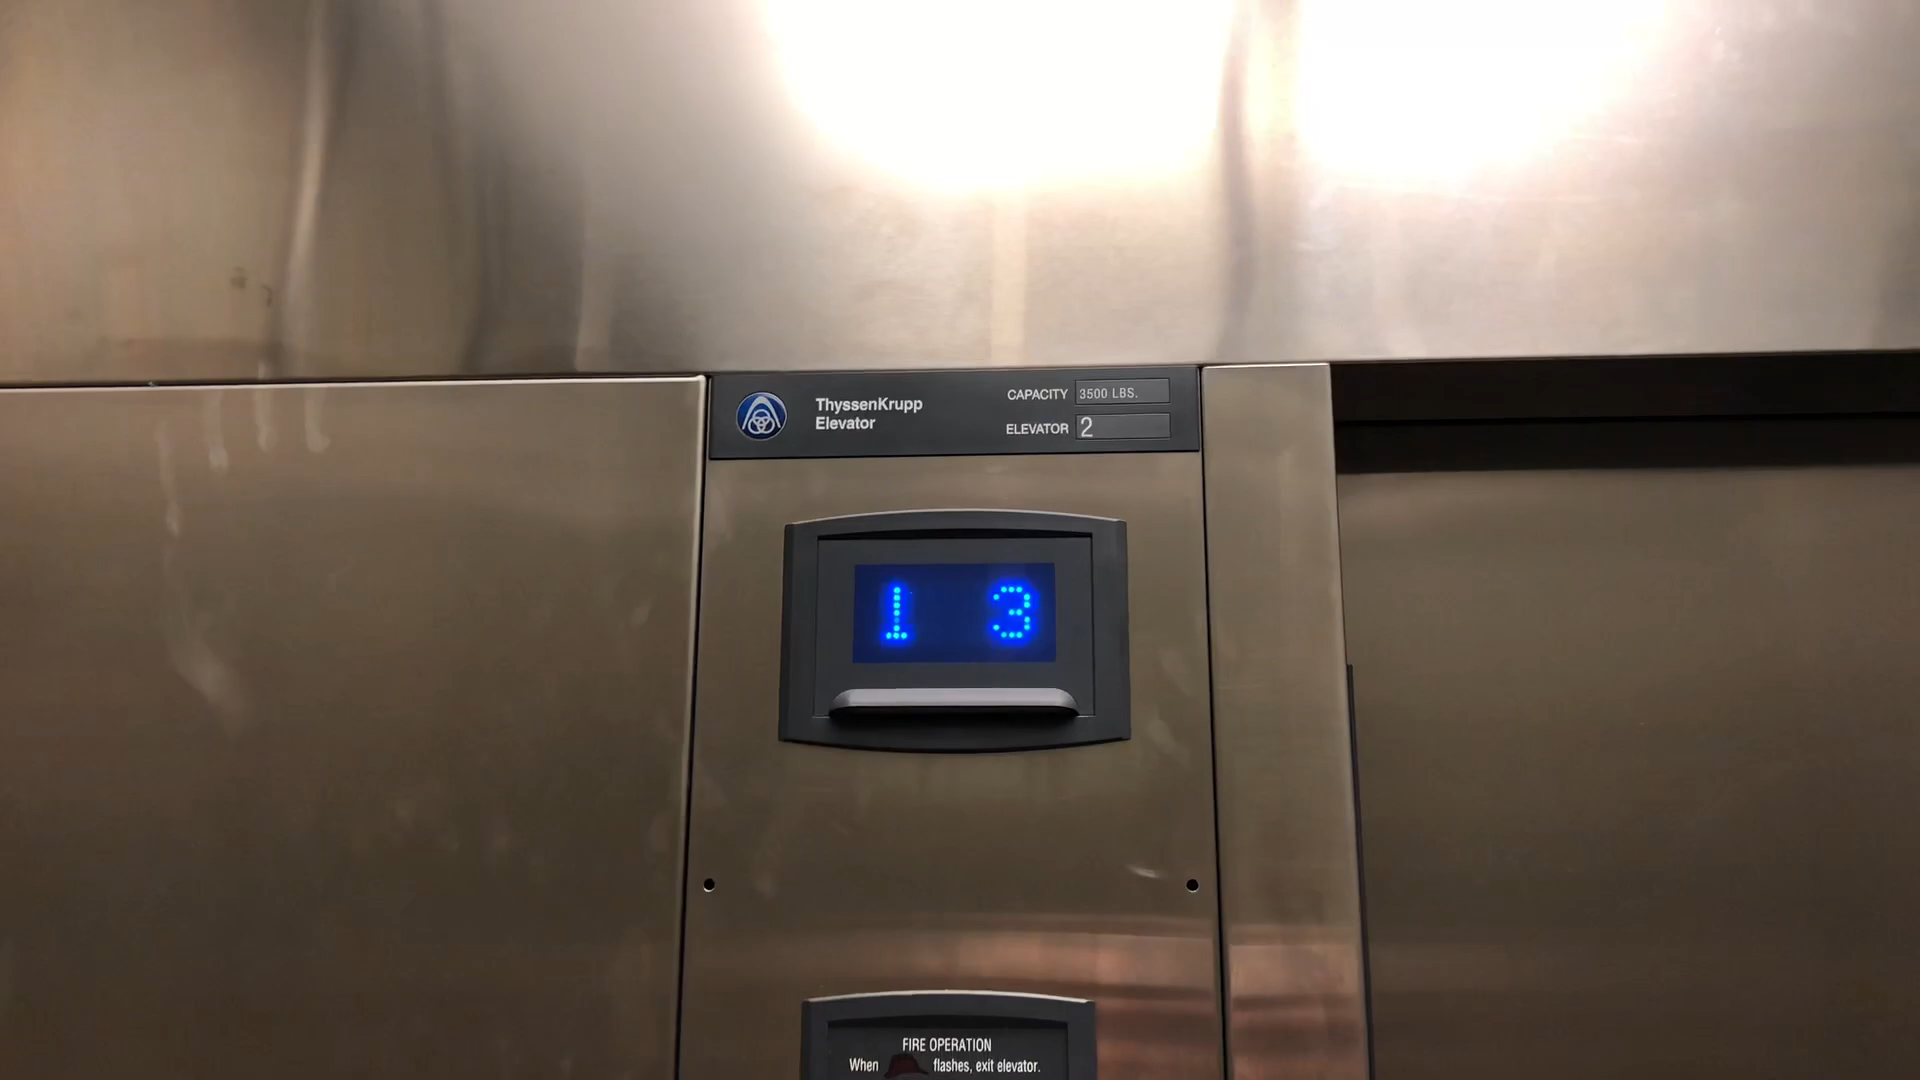 ThyssenKrupp
Elevator
CAPACITY 3500 LBS.
ELEVATOR 2
1 3
FIRE OPERATION
When flashes, exit elevator.